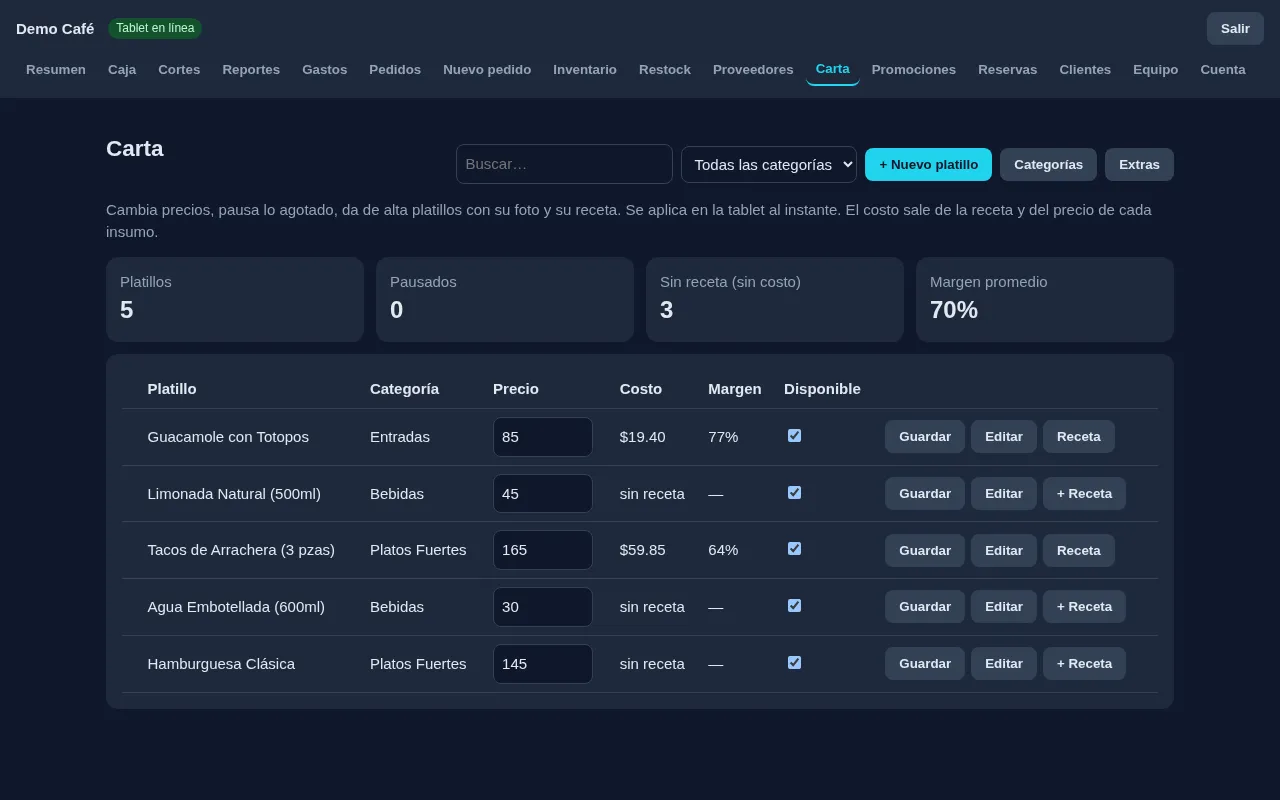 Demo Café Tablet en línea Salir
Resumen Caja Cortes Reportes Gastos Pedidos Nuevo pedido Inventario Restock Proveedores Carta Promociones Reservas Clientes Equipo Cuenta
Carta Buscar… Todas las categorías + Nuevo platillo Categorías Extras
Cambia precios, pausa lo agotado, da de alta platillos con su foto y su receta. Se aplica en la tablet al instante. El costo sale de la receta y del precio de cada
insumo.
Platillos Pausados Sin receta (sin costo) Margen promedio
5 0 3 70%
Platillo Categoría Precio Costo Margen Disponible
Guacamole con Totopos Entradas 85 $19.40 77% Guardar Editar Receta
Limonada Natural (500ml) Bebidas 45 sin receta — Guardar Editar + Receta
Tacos de Arrachera (3 pzas) Platos Fuertes 165 $59.85 64% Guardar Editar Receta
Agua Embotellada (600ml) Bebidas 30 sin receta — Guardar Editar + Receta
Hamburguesa Clásica Platos Fuertes 145 sin receta — Guardar Editar + Receta